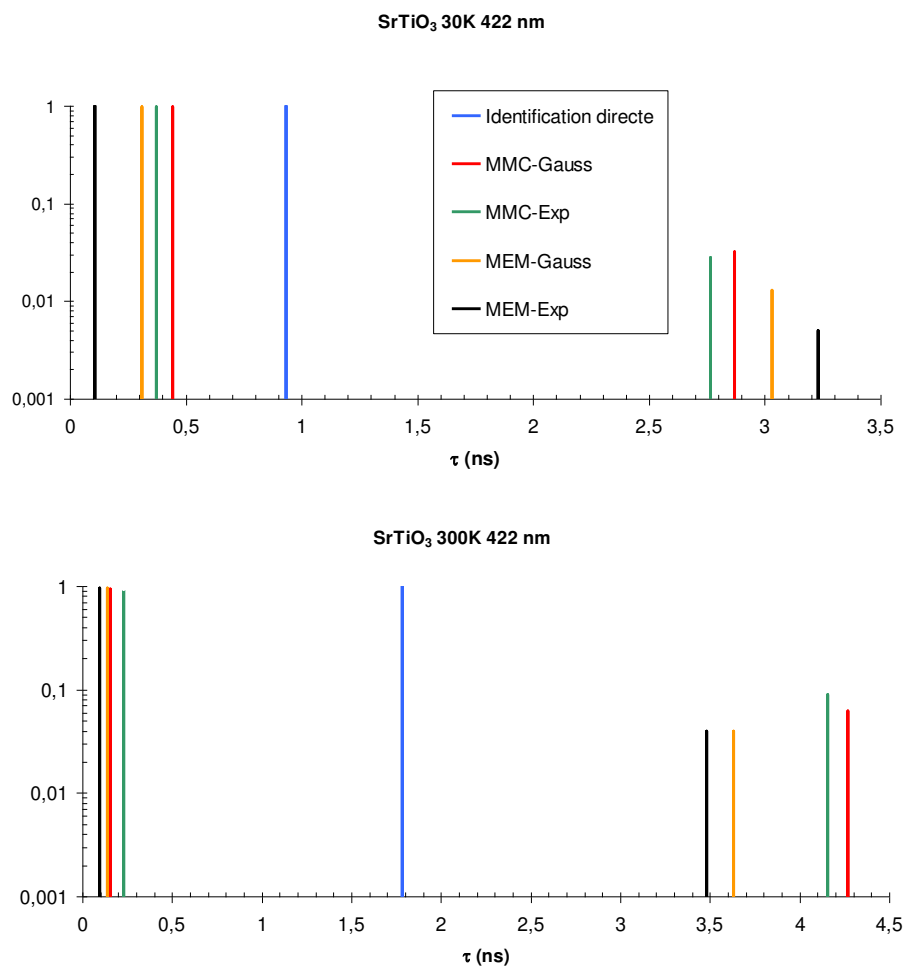 SrTiO₃ 30K 422 nm
1
0,1
0,01
0,001
Identification directe
MMC-Gauss
MMC-Exp
MEM-Gauss
MEM-Exp
0 0,5 1 1,5 2 2,5 3 3,5
τ (ns)
SrTiO₃ 300K 422 nm
1
0,1
0,01
0,001
0 0,5 1 1,5 2 2,5 3 3,5 4 4,5
τ (ns)